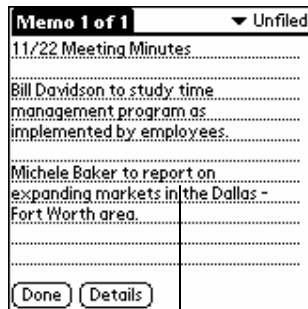 Memo 1 of 1 Unfiled
11/22 Meeting Minutes
Bill Davidson to study time
management program as
implemented by employees.
Michele Baker to report on
expanding markets in the Dallas -
Fort Worth area.
Done Details